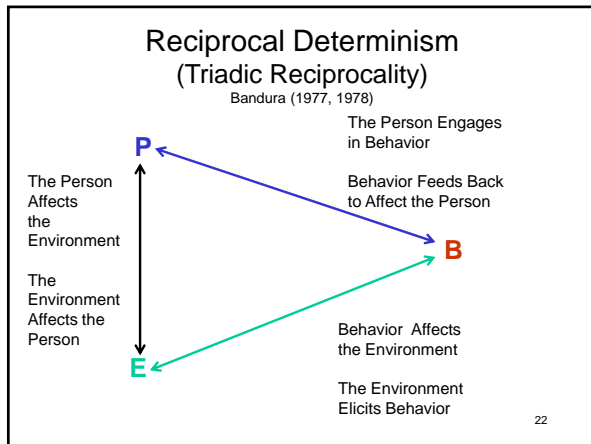 Reciprocal Determinism
(Triadic Reciprocality)
Bandura (1977, 1978)
The Person Engages
in Behavior
Behavior Feeds Back
to Affect the Person
P
The Person
Affects
the
Environment
The
Environment
Affects the
Person
B
E
Behavior Affects
the Environment
The Environment
Elicits Behavior
22